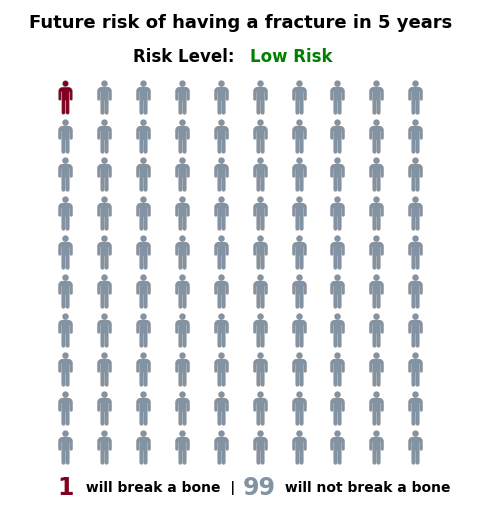 Future risk of having a fracture in 5 years
Risk Level: Low Risk
1 will break a bone | 99 will not break a bone